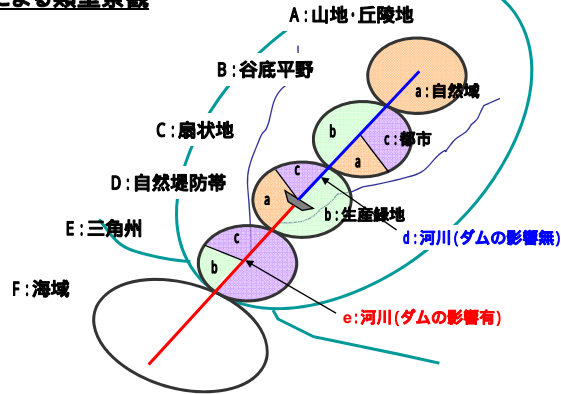 による類型景観
A:山地・丘陵地
B:谷底平野
a:自然域
b
c:都市
C:扇状地
a
D:自然堤防帯
c
a
b:生産緑地
E:三角州
c
d:河川(ダムの影響無)
b
F:海域
e:河川(ダムの影響有)